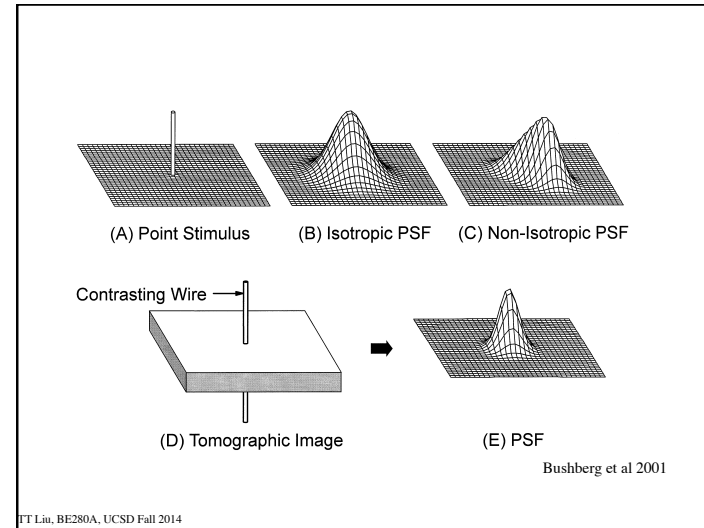 (A) Point Stimulus
(B) Isotropic PSF
(C) Non-Isotropic PSF
Contrasting Wire
(D) Tomographic Image
(E) PSF
Bushberg et al 2001
TT Liu, BE280A, UCSD Fall 2014